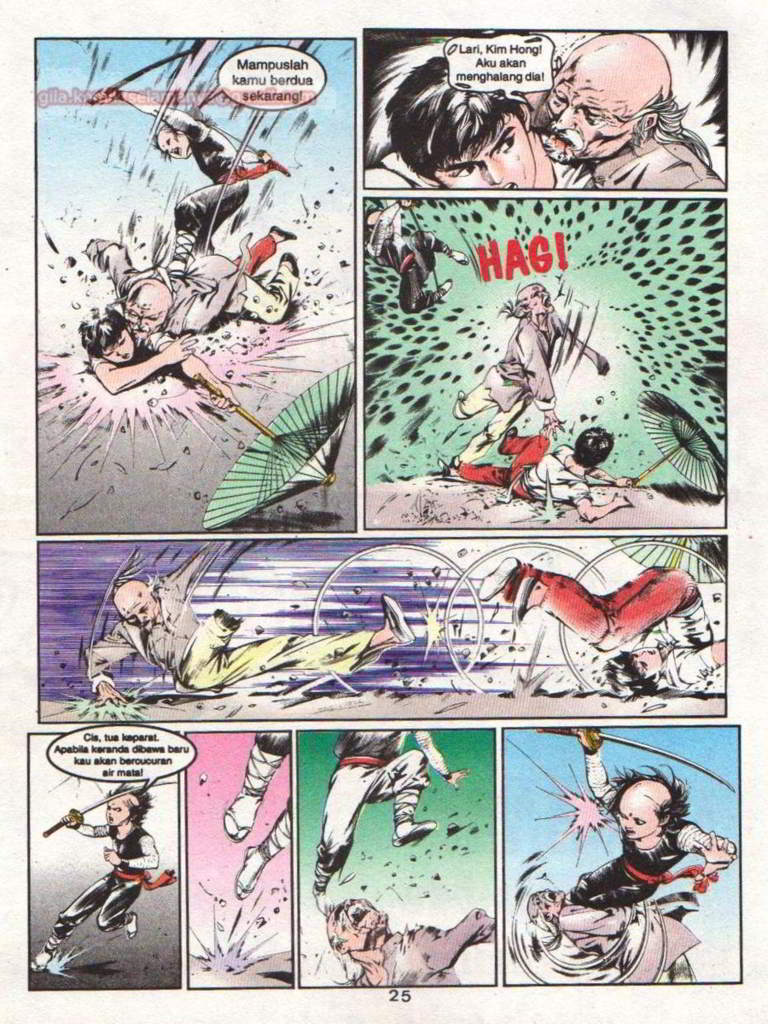 Mampuslah
kamu berdua
sekarang!
Lari, Kim Hong!
Aku akan
menghalang dia!
HAG!
Cis, tua keparat.
Apabila keranda dibawa baru
kau akan bercucuran
air mata!
25